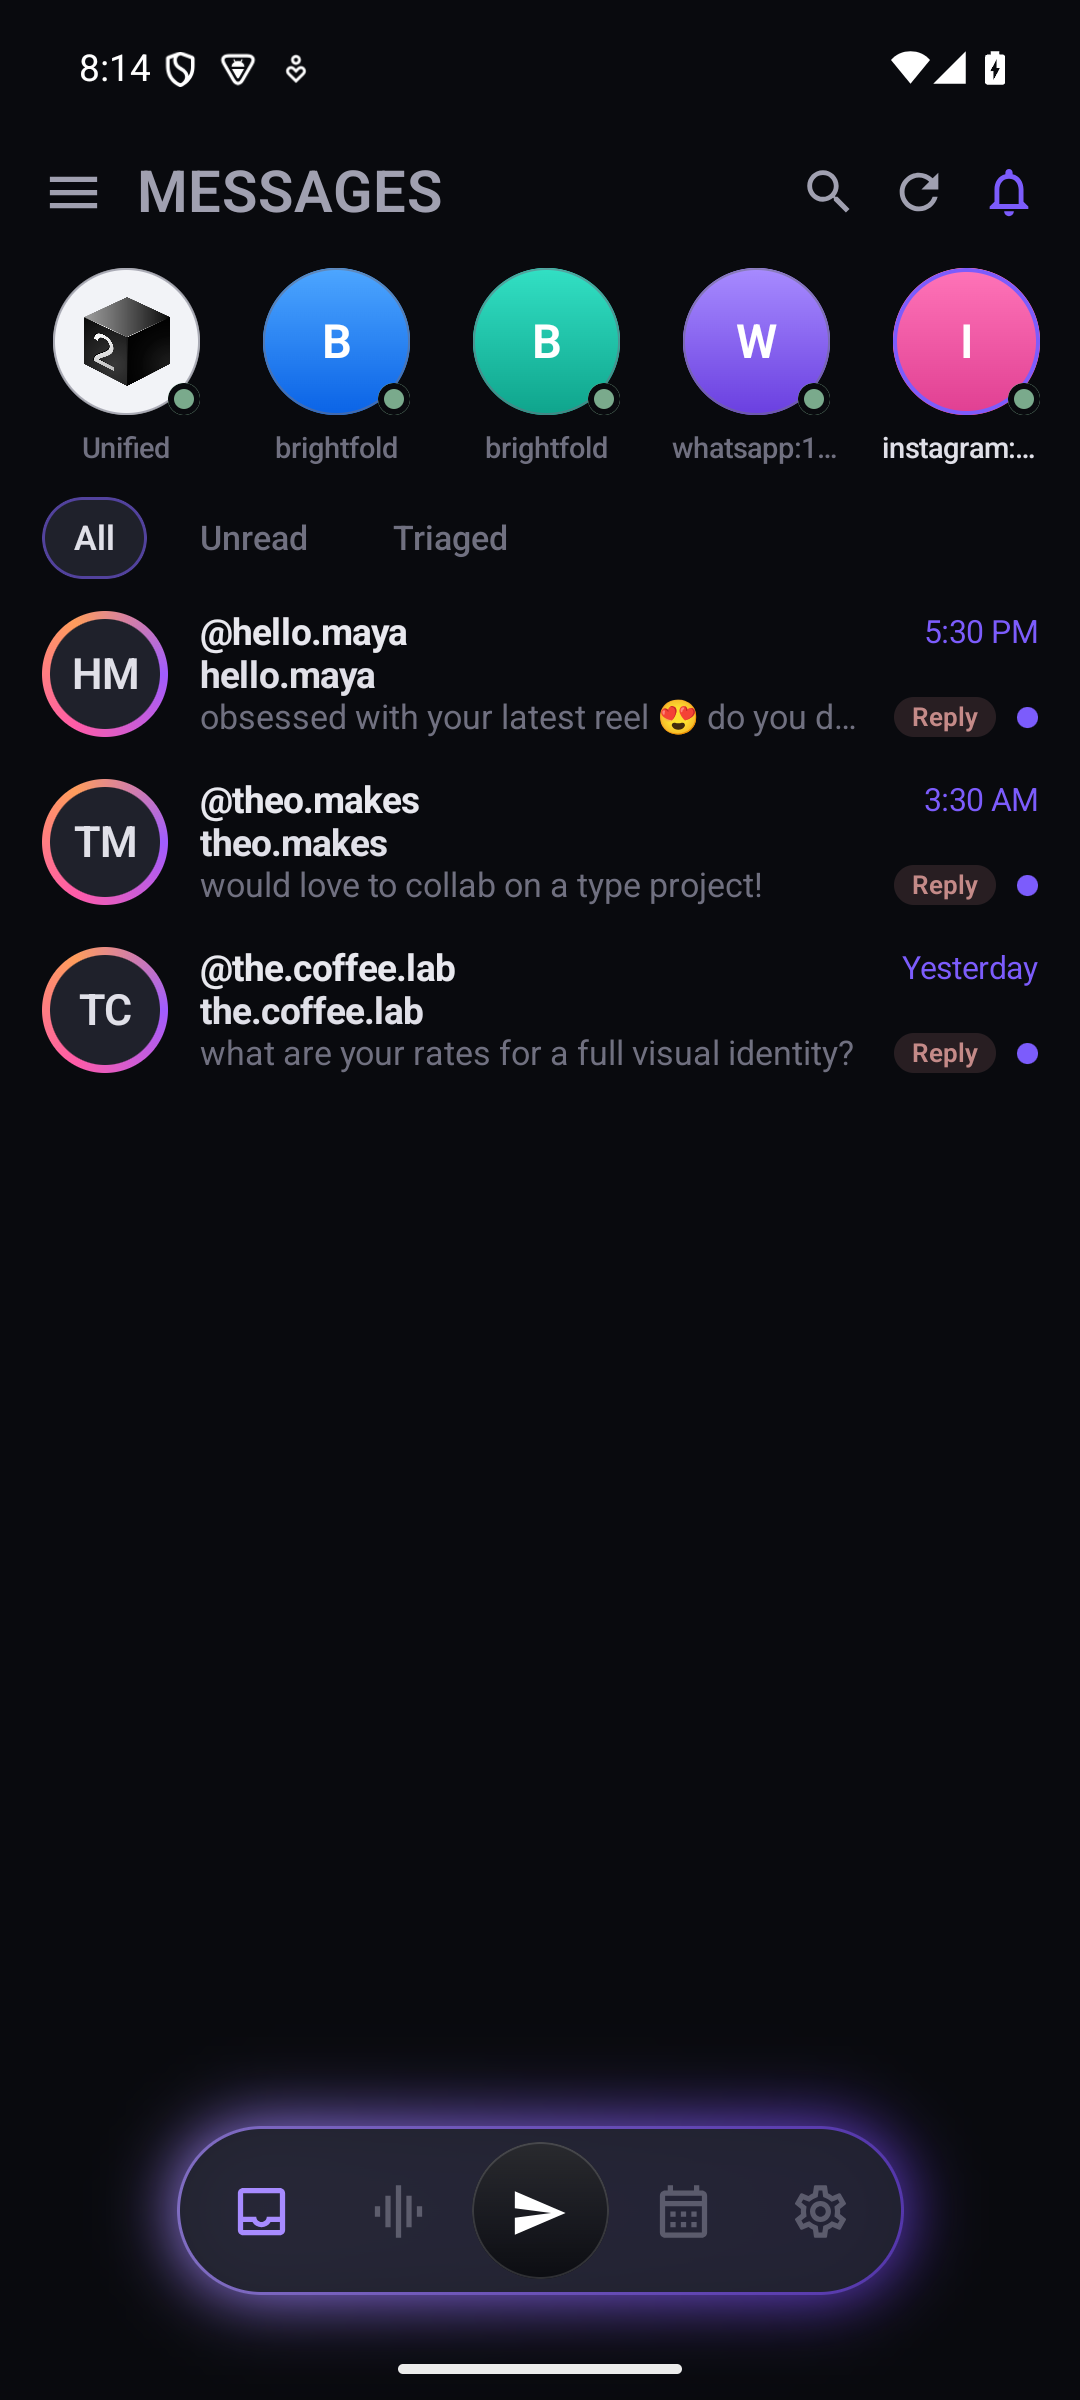 8:14
MESSAGES
2
B
B
W
I
Unified
brightfold
brightfold
whatsapp:1...
instagram:...
All
Unread
Triaged
HM
@hello.maya
5:30 PM
hello.maya
obsessed with your latest reel 😍 do you d...
Reply
TM
@theo.makes
3:30 AM
theo.makes
would love to collab on a type project!
Reply
TC
@the.coffee.lab
Yesterday
the.coffee.lab
what are your rates for a full visual identity?
Reply